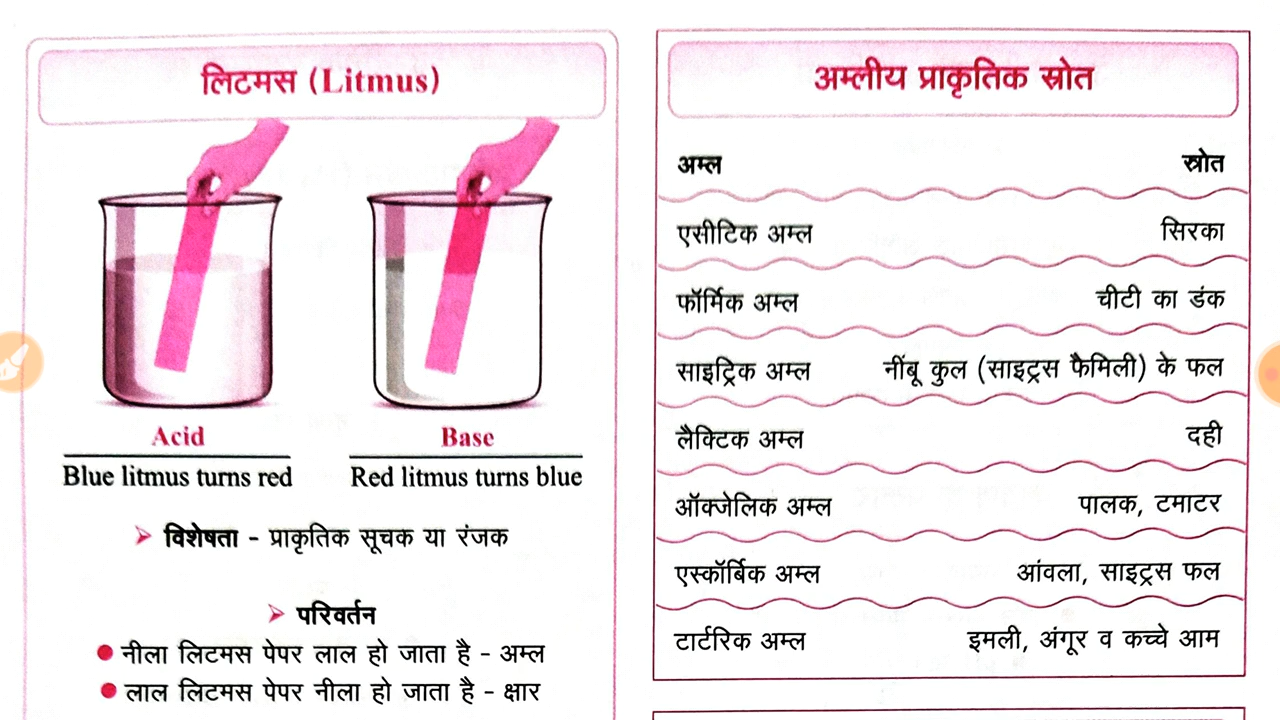 लिटमस (Litmus)
Acid
Blue litmus turns red
Base
Red litmus turns blue
विशेषता - प्राकृतिक सूचक या रंजक
परिवर्तन
नीला लिटमस पेपर लाल हो जाता है - अम्ल
लाल लिटमस पेपर नीला हो जाता है - क्षार
अम्लीय प्राकृतिक स्रोत
अम्ल स्रोत
एसीटिक अम्ल सिरका
फॉर्मिक अम्ल चीटी का डंक
साइट्रिक अम्ल नींबू कुल (साइट्रस फैमिली) के फल
लैक्टिक अम्ल दही
ऑक्जेलिक अम्ल पालक, टमाटर
एस्कॉर्बिक अम्ल आंवला, साइट्रस फल
टार्टरिक अम्ल इमली, अंगूर व कच्चे आम